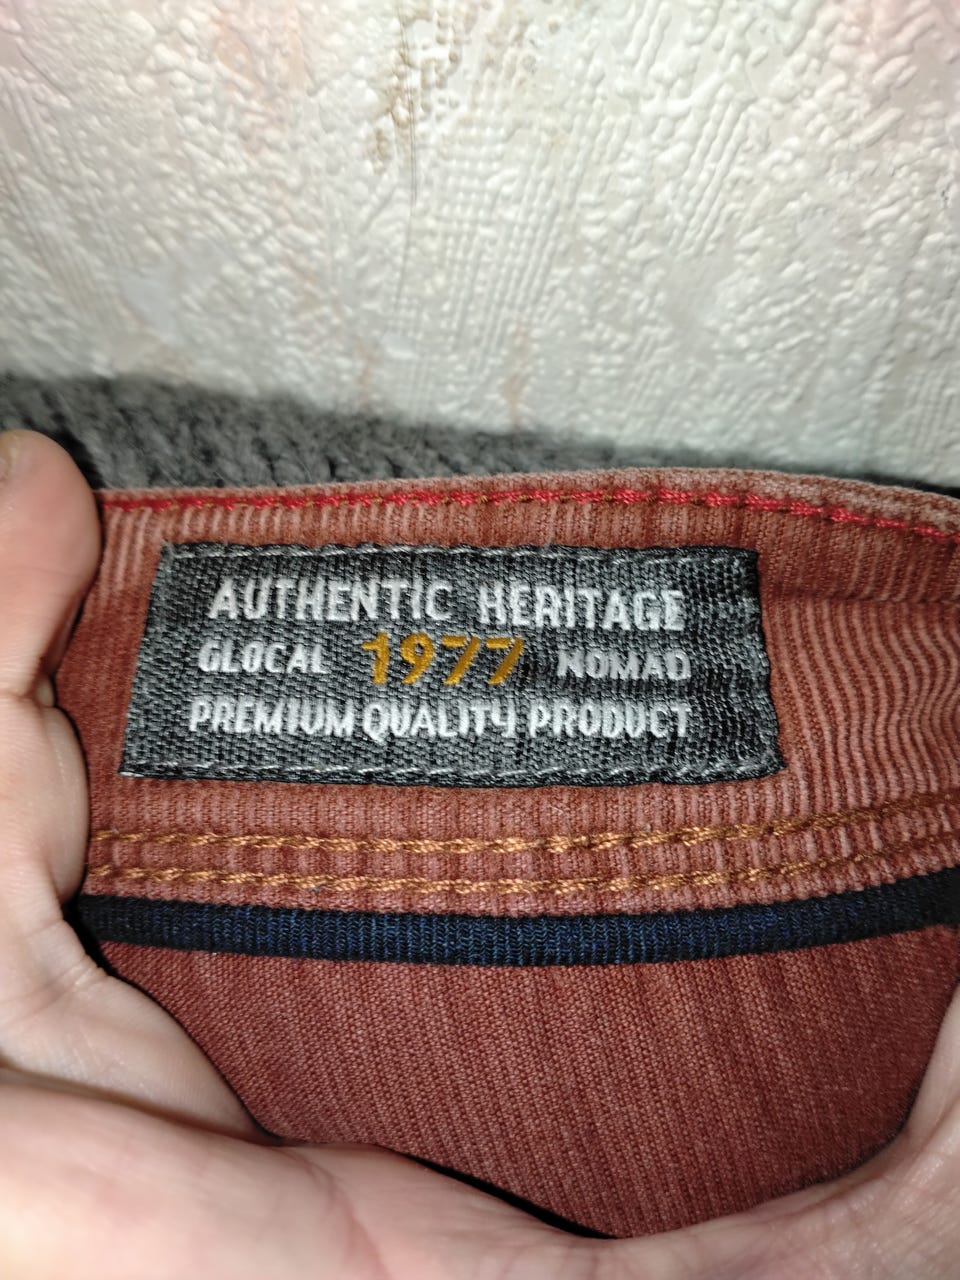 AUTHENTIC HERITAGE
GLOCAL 1977 NOMAD
PREMIUM QUALITY PRODUCT